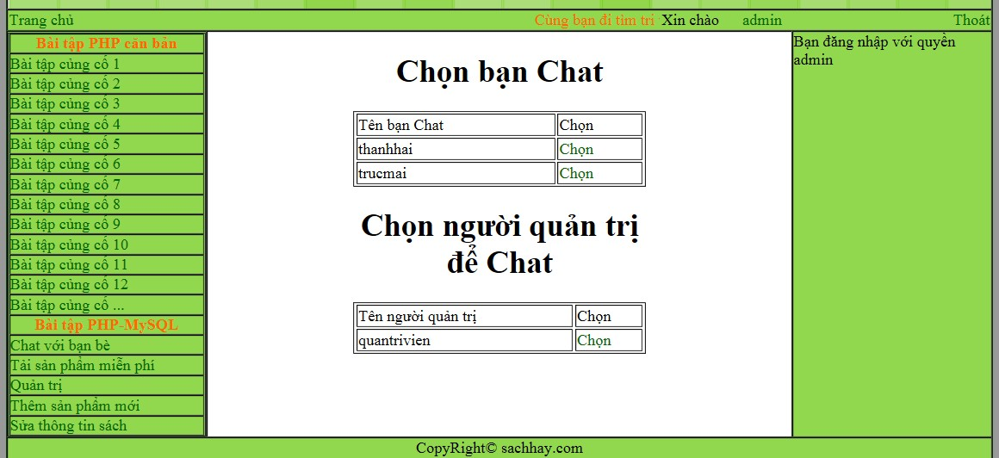 Trang chủ Cùng bạn đi tìm tri Xin chào admin Thoát
Bài tập PHP căn bản
Bài tập củng cố 1
Bài tập củng cố 2
Bài tập củng cố 3
Bài tập củng cố 4
Bài tập củng cố 5
Bài tập củng cố 6
Bài tập củng cố 7
Bài tập củng cố 8
Bài tập củng cố 9
Bài tập củng cố 10
Bài tập củng cố 11
Bài tập củng cố 12
Bài tập củng cố ...
Bài tập PHP-MySQL
Chat với bạn bè
Tải sản phẩm miễn phí
Quản trị
Thêm sản phẩm mới
Sửa thông tin sách
Chọn bạn Chat
Tên bạn Chat Chọn
thanhhai Chọn
trucmai Chọn
Chọn người quản trị
để Chat
Tên người quản trị Chọn
quantrivien Chọn
Bạn đăng nhập với quyền
admin
CopyRight© sachhay.com